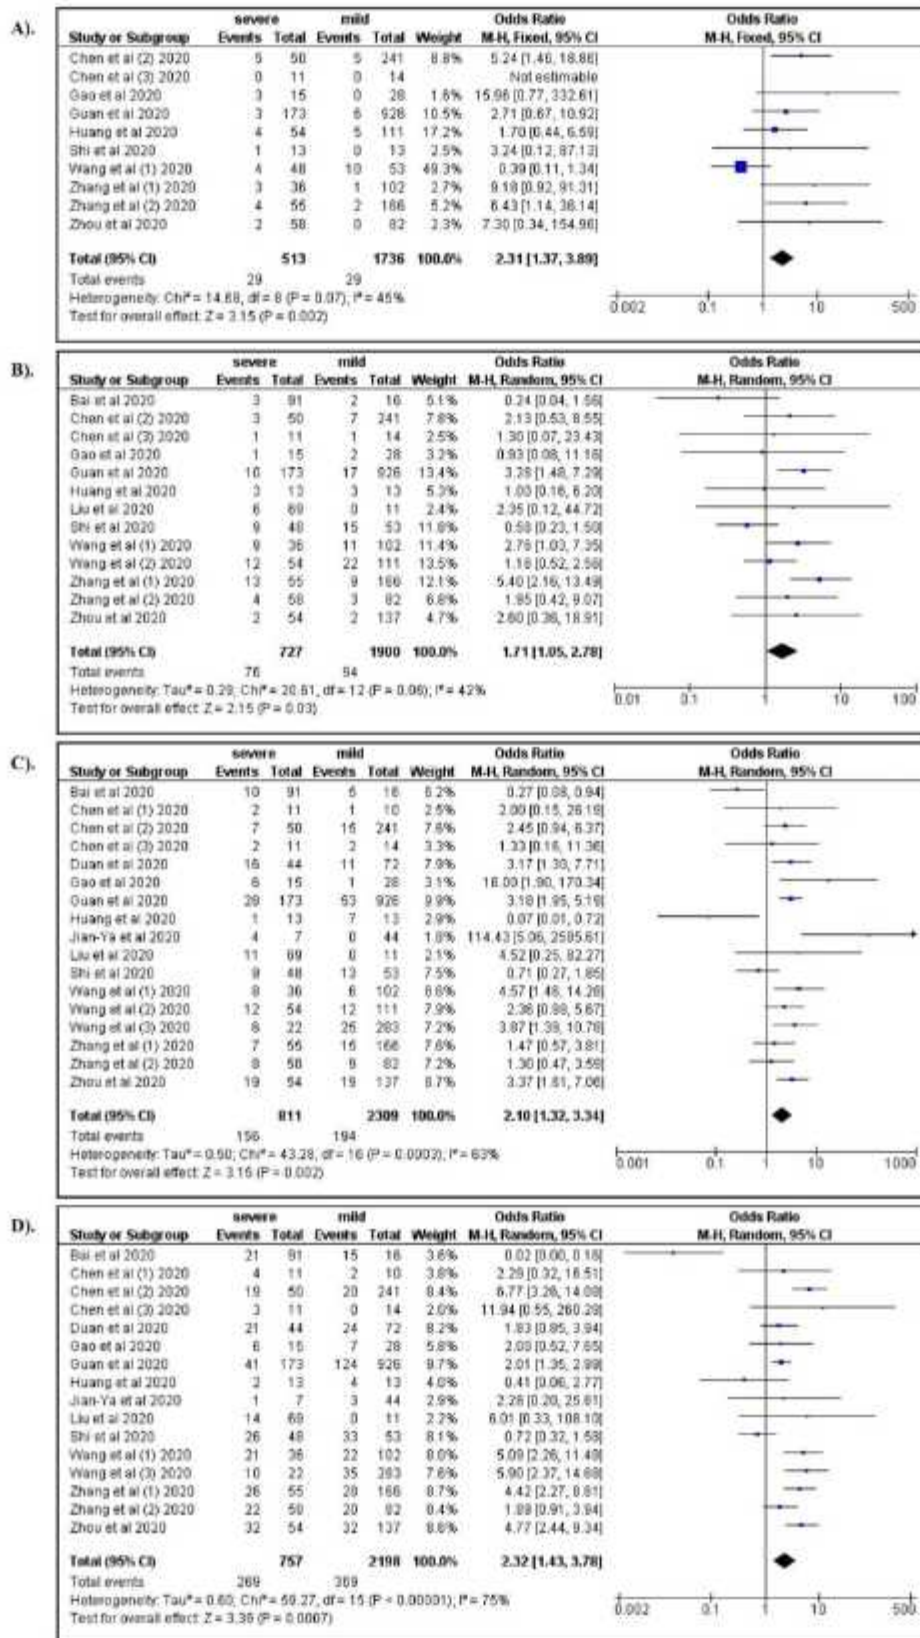 A).
severe mild Odds Ratio Odds Ratio
Study or Subgroup Events Total Events Total Weight M-H, Fixed, 95% CI M-H, Fixed, 95% CI
Chen et al (2) 2020 5 50 5 241 8.8% 5.24 [1.46, 18.86]
Chen et al (3) 2020 0 11 0 14 Not estimable
Gao et al 2020 3 15 0 28 1.6% 15.96 [0.77, 332.61]
Guan et al 2020 3 173 6 926 10.5% 2.71 [0.67, 10.92]
Huang et al 2020 4 54 5 111 17.2% 1.70 [0.44, 6.59]
Shi et al 2020 1 13 0 13 3.24 [0.12, 87.13]
Wang et al (1) 2020 4 48 10 53 49.3% 0.39 [0.11, 1.34]
Zhang et al (1) 2020 3 36 1 102 2.7% 9.18 [0.92, 91.31]
Zhang et al (2) 2020 4 55 2 166 5.2% 6.43 [1.14, 36.14]
Zhou et al 2020 2 58 0 82 2.3% 7.30 [0.34, 154.96]
Total (95% CI) 513 1736 100.0% 2.31 [1.37, 3.89]
Total events 29 29
Heterogeneity: Chi² = 14.68, df = 8 (P = 0.07); I² = 45%
Test for overall effect: Z = 3.15 (P = 0.002)
0.002 0.1 1 10 500
B).
severe mild Odds Ratio Odds Ratio
Study or Subgroup Events Total Events Total Weight M-H, Random, 95% CI M-H, Random, 95% CI
Bai et al 2020 3 91 2 16 5.1% 0.24 [0.04, 1.56]
Chen et al (2) 2020 3 50 7 241 7.8% 2.13 [0.53, 8.55]
Chen et al (3) 2020 1 11 1 14 2.5% 1.30 [0.07, 23.43]
Gao et al 2020 1 15 2 28 3.2% 0.93 [0.08, 11.16]
Guan et al 2020 10 173 17 926 13.4% 3.28 [1.48, 7.29]
Huang et al 2020 3 13 3 13 5.3% 1.00 [0.16, 6.20]
Liu et al 2020 6 69 0 11 2.4% 2.35 [0.12, 44.72]
Shi et al 2020 9 48 15 53 11.8% 0.58 [0.23, 1.50]
Wang et al (1) 2020 9 36 11 102 11.4% 2.76 [1.03, 7.35]
Wang et al (2) 2020 12 54 22 111 13.5% 1.16 [0.52, 2.56]
Zhang et al (1) 2020 13 55 9 166 12.1% 5.40 [2.16, 13.49]
Zhang et al (2) 2020 4 58 3 82 6.8% 1.95 [0.42, 9.07]
Zhou et al 2020 2 54 2 137 4.7% 2.60 [0.36, 18.91]
Total (95% CI) 727 1900 100.0% 1.71 [1.05, 2.78]
Total events 76 94
Heterogeneity: Tau² = 0.29; Chi² = 20.61, df = 12 (P = 0.06); I² = 42%
Test for overall effect: Z = 2.15 (P = 0.03)
0.01 0.1 1 10 100
C).
severe mild Odds Ratio Odds Ratio
Study or Subgroup Events Total Events Total Weight M-H, Random, 95% CI M-H, Random, 95% CI
Bai et al 2020 10 91 5 16 6.2% 0.27 [0.08, 0.94]
Chen et al (1) 2020 2 11 1 10 2.5% 2.00 [0.15, 26.19]
Chen et al (2) 2020 7 50 15 241 7.6% 2.45 [0.94, 6.37]
Chen et al (3) 2020 2 11 2 14 3.3% 1.33 [0.16, 11.36]
Duan et al 2020 16 44 11 72 7.9% 3.17 [1.30, 7.71]
Gao et al 2020 6 15 1 28 3.1% 18.00 [1.90, 170.34]
Guan et al 2020 28 173 53 926 9.9% 3.18 [1.95, 5.19]
Huang et al 2020 1 13 7 13 2.9% 0.07 [0.01, 0.72]
Jian-Ya et al 2020 4 7 0 44 1.8% 114.43 [5.06, 2585.61]
Liu et al 2020 11 69 0 11 2.1% 4.52 [0.25, 82.27]
Shi et al 2020 9 48 13 53 7.5% 0.71 [0.27, 1.85]
Wang et al (1) 2020 8 36 6 102 6.6% 4.57 [1.46, 14.26]
Wang et al (2) 2020 12 54 12 111 7.9% 2.36 [0.98, 5.67]
Wang et al (3) 2020 6 22 25 283 7.2% 3.87 [1.39, 10.78]
Zhang et al (1) 2020 7 55 15 166 7.6% 1.47 [0.57, 3.81]
Zhang et al (2) 2020 8 58 9 82 7.2% 1.30 [0.47, 3.59]
Zhou et al 2020 19 54 19 137 8.7% 3.37 [1.61, 7.06]
Total (95% CI) 811 2309 100.0% 2.10 [1.32, 3.34]
Total events 156 194
Heterogeneity: Tau² = 0.50; Chi² = 43.28, df = 16 (P = 0.0003); I² = 63%
Test for overall effect: Z = 3.15 (P = 0.002)
0.001 0.1 1 10 1000
D).
severe mild Odds Ratio Odds Ratio
Study or Subgroup Events Total Events Total Weight M-H, Random, 95% CI M-H, Random, 95% CI
Bai et al 2020 21 91 15 16 3.6% 0.02 [0.00, 0.16]
Chen et al (1) 2020 4 11 2 10 3.8% 2.29 [0.32, 16.51]
Chen et al (2) 2020 19 50 20 241 8.4% 6.77 [3.26, 14.08]
Chen et al (3) 2020 3 11 0 14 2.0% 11.94 [0.55, 260.29]
Duan et al 2020 21 44 24 72 8.2% 1.83 [0.85, 3.94]
Gao et al 2020 6 15 7 28 5.8% 2.00 [0.52, 7.65]
Guan et al 2020 41 173 124 926 9.7% 2.01 [1.35, 2.99]
Huang et al 2020 2 13 4 13 4.0% 0.41 [0.06, 2.77]
Jian-Ya et al 2020 1 7 3 44 2.9% 2.28 [0.20, 25.61]
Liu et al 2020 14 69 0 11 2.2% 6.01 [0.33, 108.10]
Shi et al 2020 26 48 33 53 8.1% 0.72 [0.32, 1.58]
Wang et al (1) 2020 21 36 22 102 8.0% 5.09 [2.26, 11.49]
Wang et al (3) 2020 10 22 35 283 7.6% 5.90 [2.37, 14.68]
Zhang et al (1) 2020 26 55 28 166 8.7% 4.42 [2.27, 8.61]
Zhang et al (2) 2020 22 58 20 82 8.4% 1.89 [0.91, 3.94]
Zhou et al 2020 32 54 32 137 8.6% 4.77 [2.44, 9.34]
Total (95% CI) 757 2198 100.0% 2.32 [1.43, 3.78]
Total events 269 369
Heterogeneity: Tau² = 0.60; Chi² = 59.27, df = 15 (P < 0.00001); I² = 75%
Test for overall effect: Z = 3.39 (P = 0.0007)
0.002 0.1 1 10 500